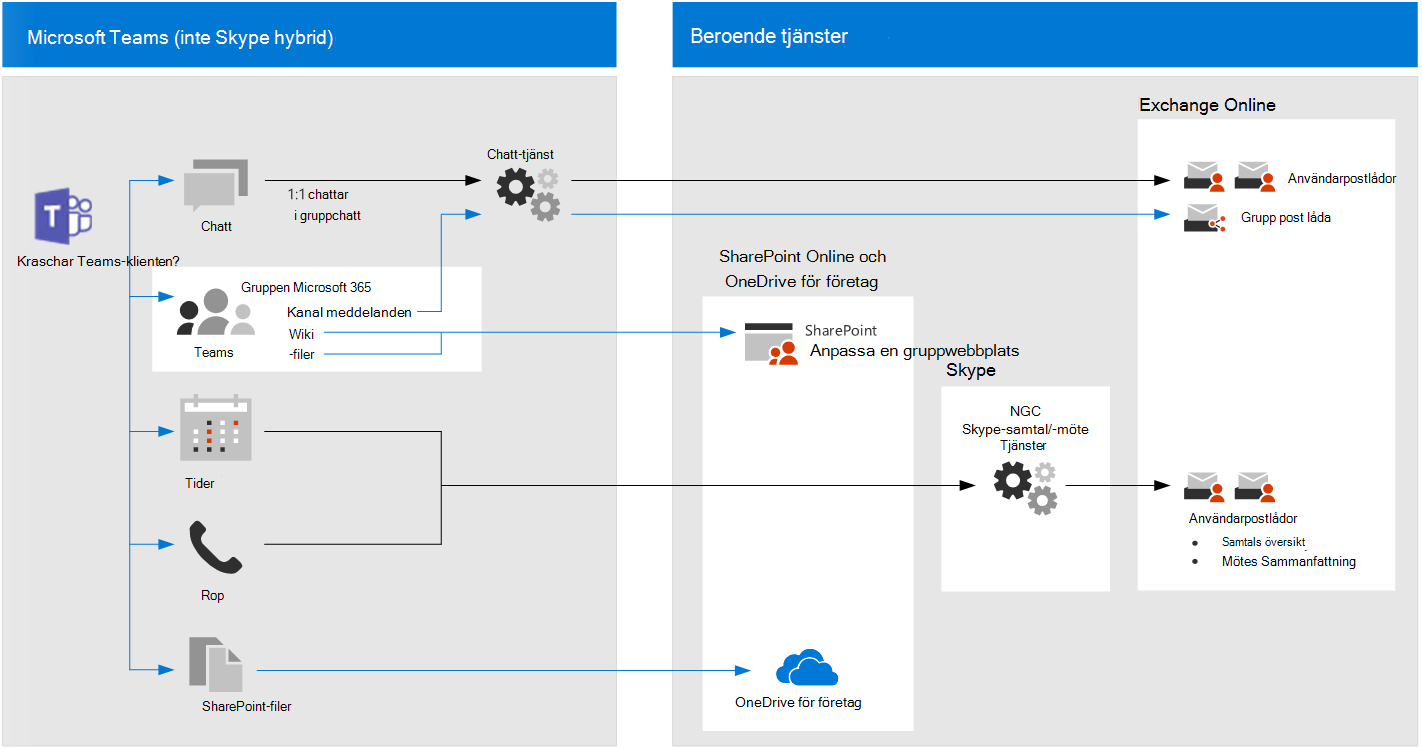 Microsoft Teams (inte Skype hybrid)
Beroende tjänster
Kraschar Teams-klienten?
Chatt
1:1 chattar
i gruppchatt
Chatt-tjänst
Gruppen Microsoft 365
Kanal meddelanden
Wiki
-filer
Teams
Tider
Rop
SharePoint-filer
SharePoint Online och
OneDrive för företag
SharePoint
Anpassa en gruppwebbplats
OneDrive för företag
Skype
NGC
Skype-samtal/-möte
Tjänster
Exchange Online
Användarpostlådor
Grupp post låda
Användarpostlådor
• Samtals översikt
• Mötes Sammanfattning